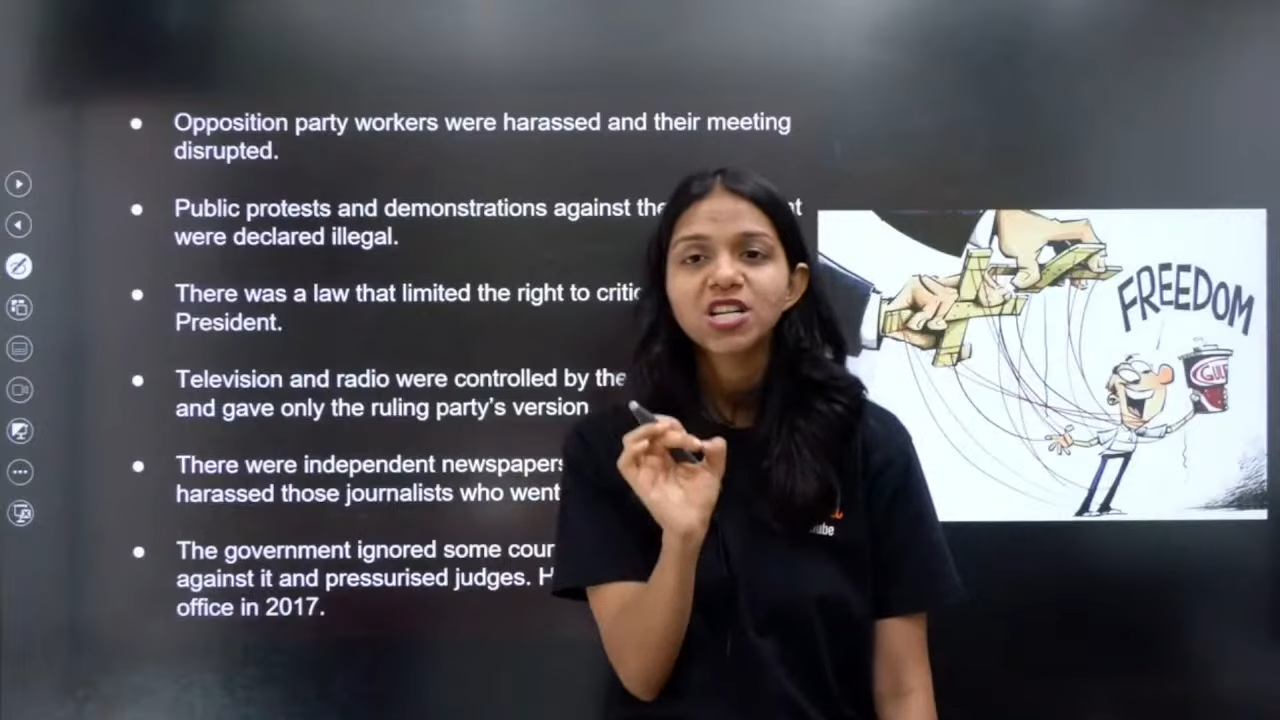 Opposition party workers were harassed and their meeting
disrupted.
Public protests and demonstrations against the
were declared illegal.
There was a law that limited the right to
President.
Television and radio were controlled by the
and gave only the ruling party's version
There were independent newspapers
harassed those journalists who went
The government ignored some
against it and pressurised judges.
office in 2017.
FREEDOM
GULP